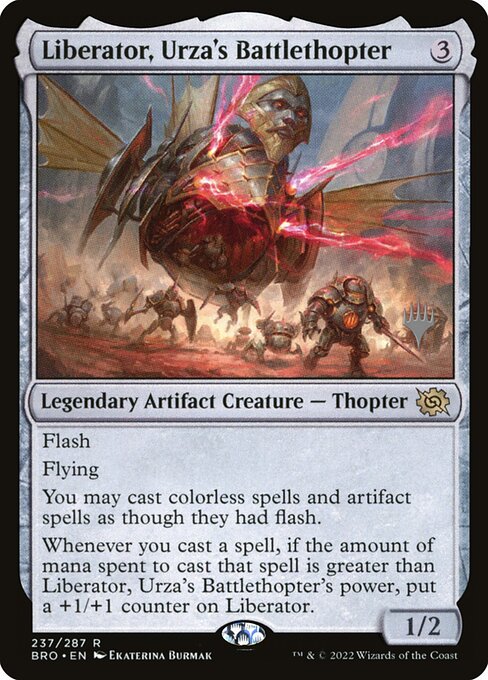 Liberator, Urza's Battlethopter 3
Legendary Artifact Creature — Thopter
Flash
Flying
You may cast colorless spells and artifact
spells as though they had flash.
Whenever you cast a spell, if the amount of
mana spent to cast that spell is greater than
Liberator, Urza's Battlethopter's power, put
a +1/+1 counter on Liberator.
1/2
237/287 R
BRO • EN Ekaterina Burmak
™ & © 2022 Wizards of the Coast